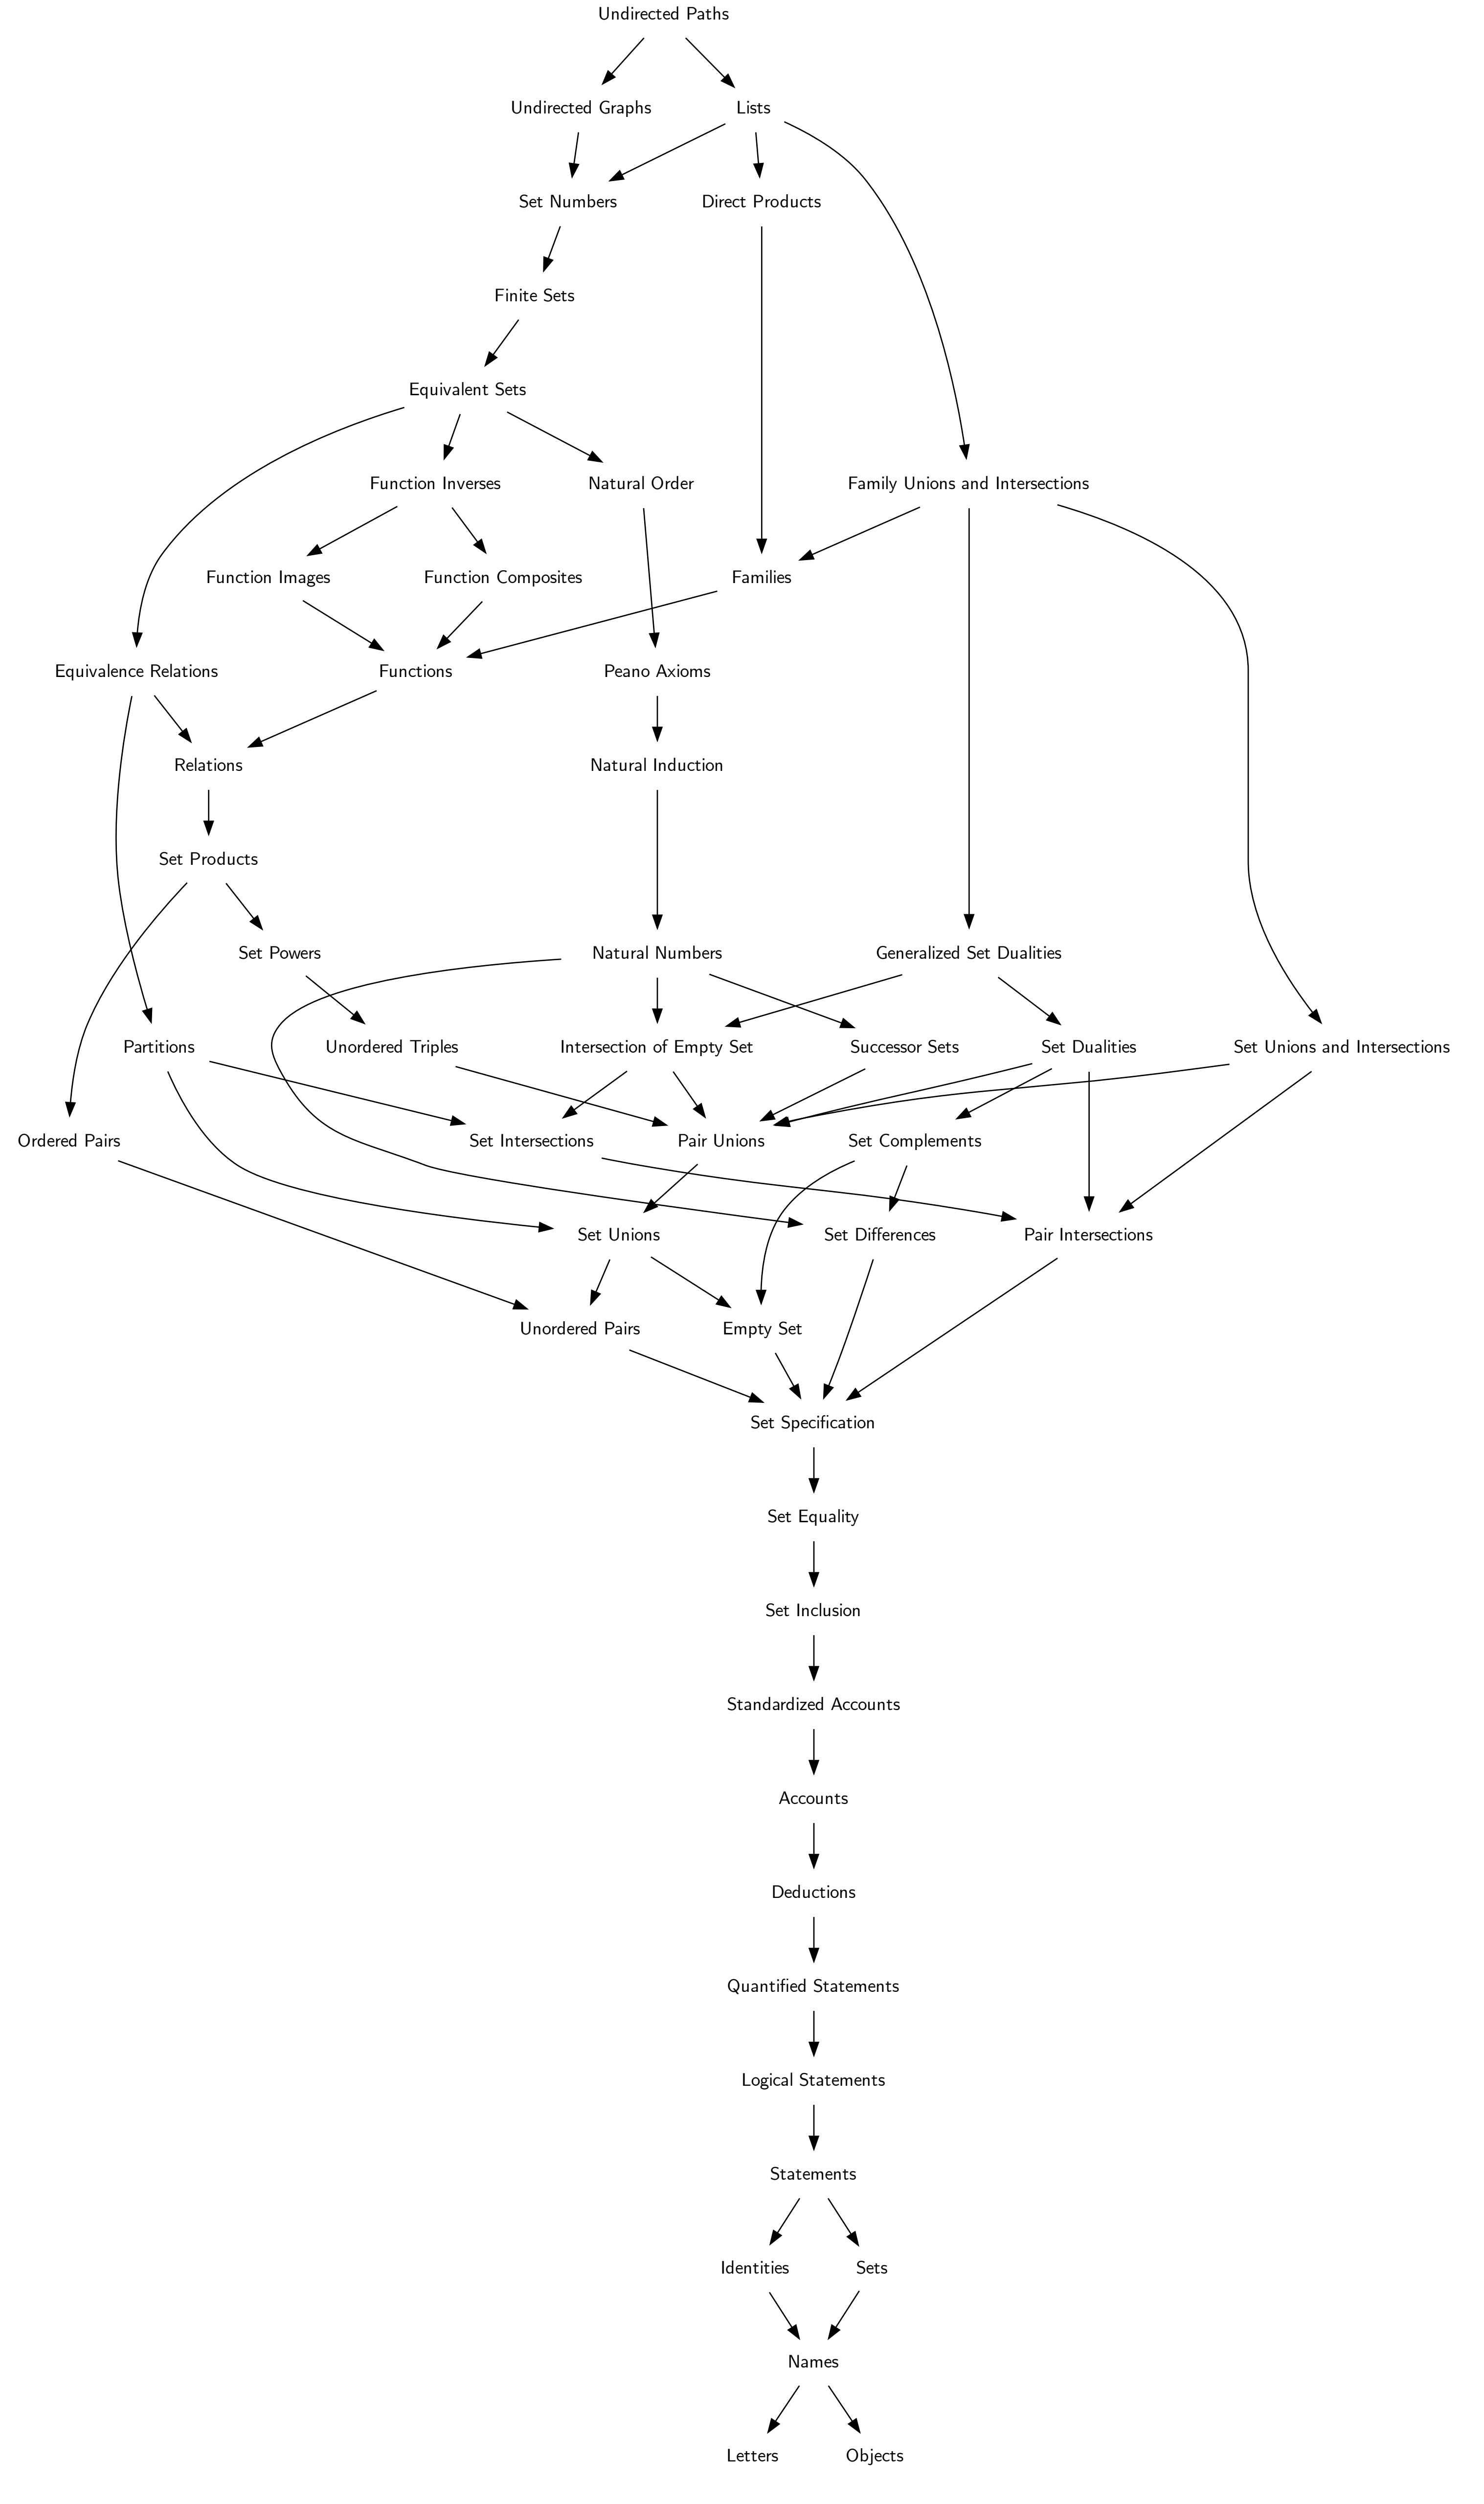 Undirected Paths
Undirected Graphs
Lists
Set Numbers
Direct Products
Finite Sets
Equivalent Sets
Function Inverses
Natural Order
Family Unions and Intersections
Function Images
Function Composites
Families
Equivalence Relations
Functions
Peano Axioms
Relations
Natural Induction
Set Products
Set Powers
Natural Numbers
Generalized Set Dualities
Partitions
Unordered Triples
Intersection of Empty Set
Successor Sets
Set Dualities
Set Unions and Intersections
Ordered Pairs
Set Intersections
Pair Unions
Set Complements
Set Unions
Set Differences
Pair Intersections
Unordered Pairs
Empty Set
Set Specification
Set Equality
Set Inclusion
Standardized Accounts
Accounts
Deductions
Quantified Statements
Logical Statements
Statements
Identities
Sets
Names
Letters
Objects